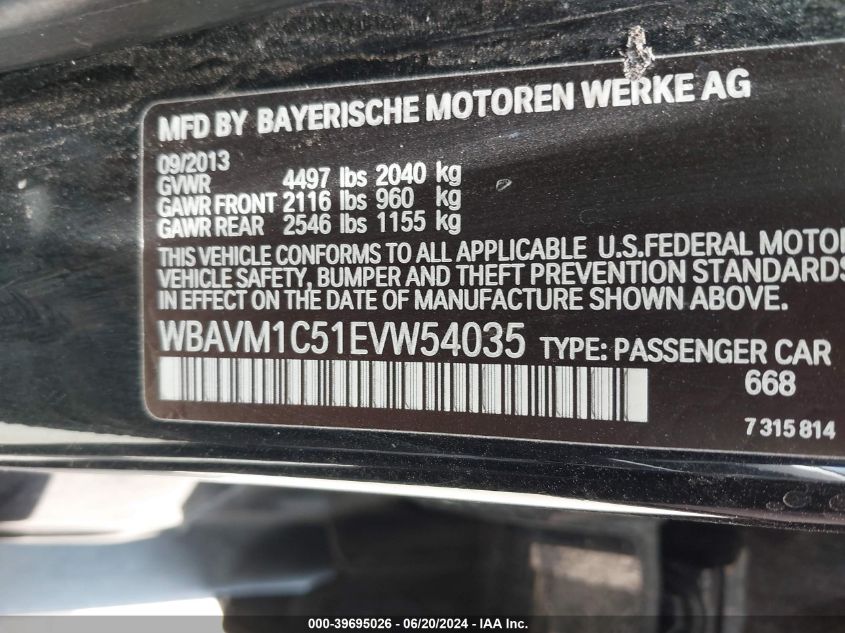 MFD BY BAYERISCHE MOTOREN WERKE AG
09/2013
GVWR 4497 lbs 2040 kg
GAWR FRONT 2116 lbs 960 kg
GAWR REAR 2546 lbs 1155 kg
THIS VEHICLE CONFORMS TO ALL APPLICABLE U.S.FEDERAL MOTOR
VEHICLE SAFETY, BUMPER AND THEFT PREVENTION STANDARDS
IN EFFECT ON THE DATE OF MANUFACTURE SHOWN ABOVE.
WBAVM1C51EVW54035 TYPE: PASSENGER CAR
668
7 315 814
000-39695026 - 06/20/2024 - IAA Inc.